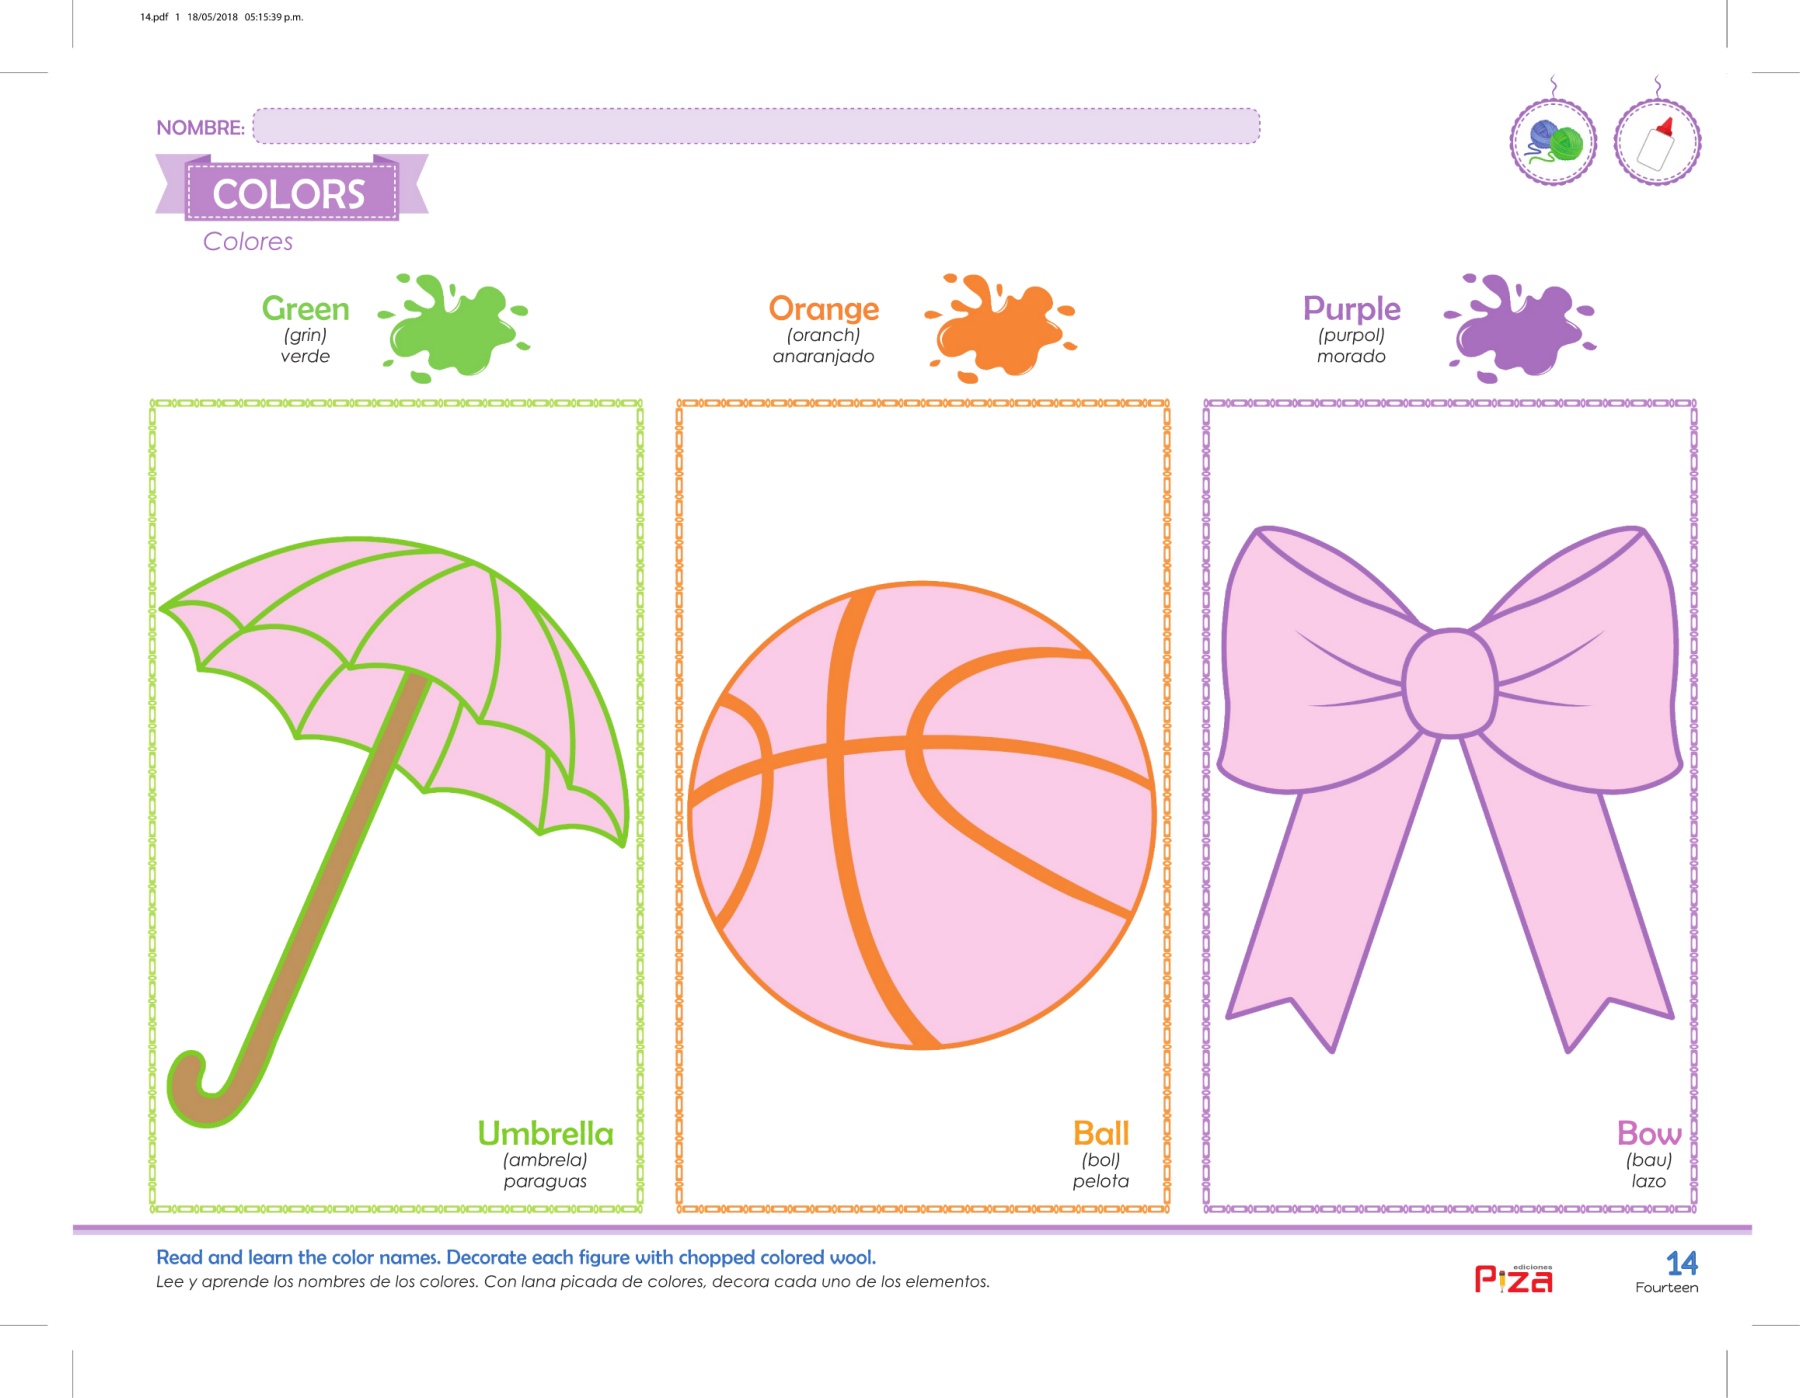 14.pdf 1 18/05/2018 05:15:39 p.m.
NOMBRE:
COLORS
Colores
Green
(grin)
verde
Orange
(oranch)
anaranjado
Purple
(purpol)
morado
Umbrella
(ambrela)
paraguas
Ball
(bol)
pelota
Bow
(bau)
lazo
Read and learn the color names. Decorate each figure with chopped colored wool.
Lee y aprende los nombres de los colores. Con lana picada de colores, decora cada uno de los elementos.
ediciones
Piza
14
Fourteen